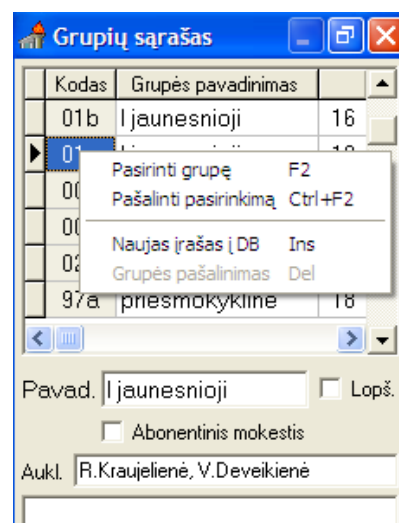 Grupių sąrašas
Kodas Grupės pavadinimas
01b I jaunesnioji 16
Pasirinti grupę F2
Pašalinti pasirinkimą Ctrl+F2
Naujas įrašas į DB Ins
Grupės pašalinimas Del
97a priešmokyklinė 18
Pavad. I jaunesnioji Lopš.
Abonentinis mokestis
Aukl. R.Kraujelienė, V.Deveikienė